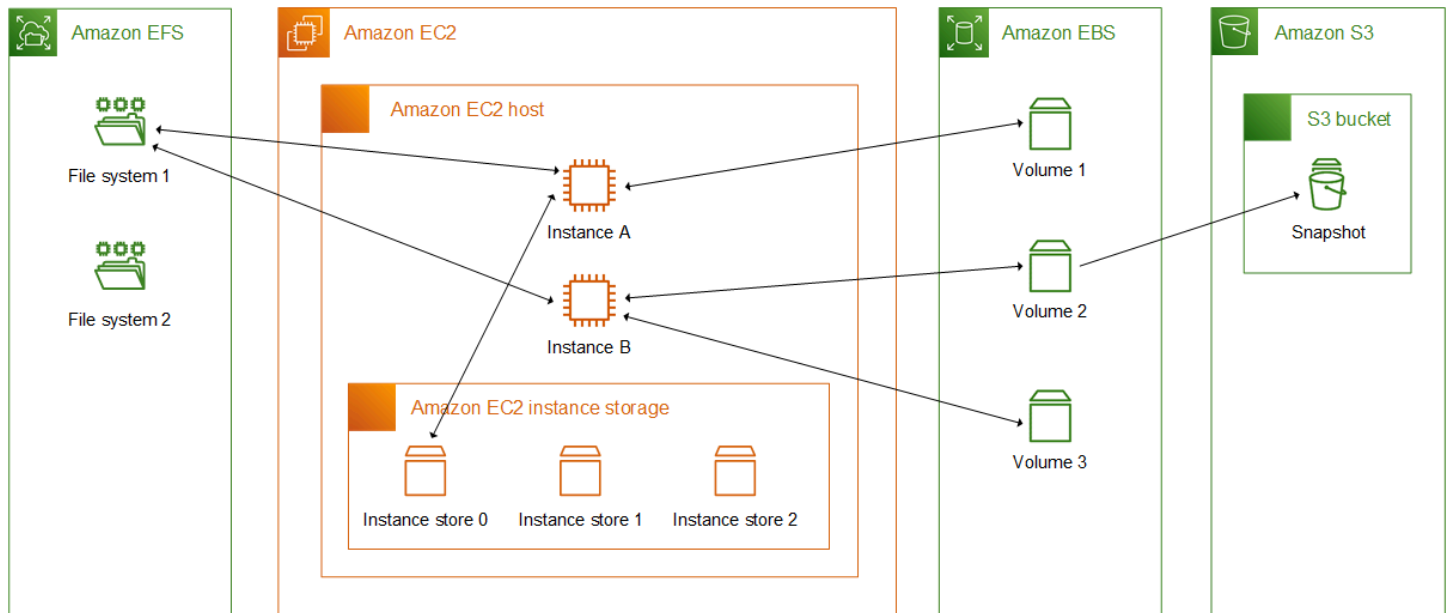 Amazon EFS
File system 1
File system 2
Amazon EC2
Amazon EC2 host
Instance A
Instance B
Amazon EC2 instance storage
Instance store 0
Instance store 1
Instance store 2
Amazon EBS
Volume 1
Volume 2
Volume 3
Amazon S3
S3 bucket
Snapshot